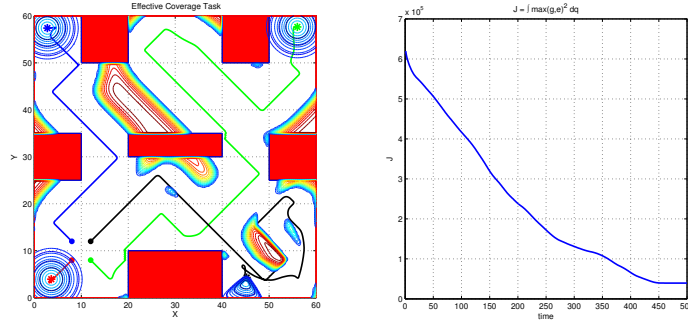 Effective Coverage Task
60
50
40
30
20
10
0
Y
0 10 20 30 40 50 60
X
J = ∫ max(g,e)² dq
x 10⁵
7
6
5
4
3
2
1
0
J
0 50 100 150 200 250 300 350 400 450 500
time